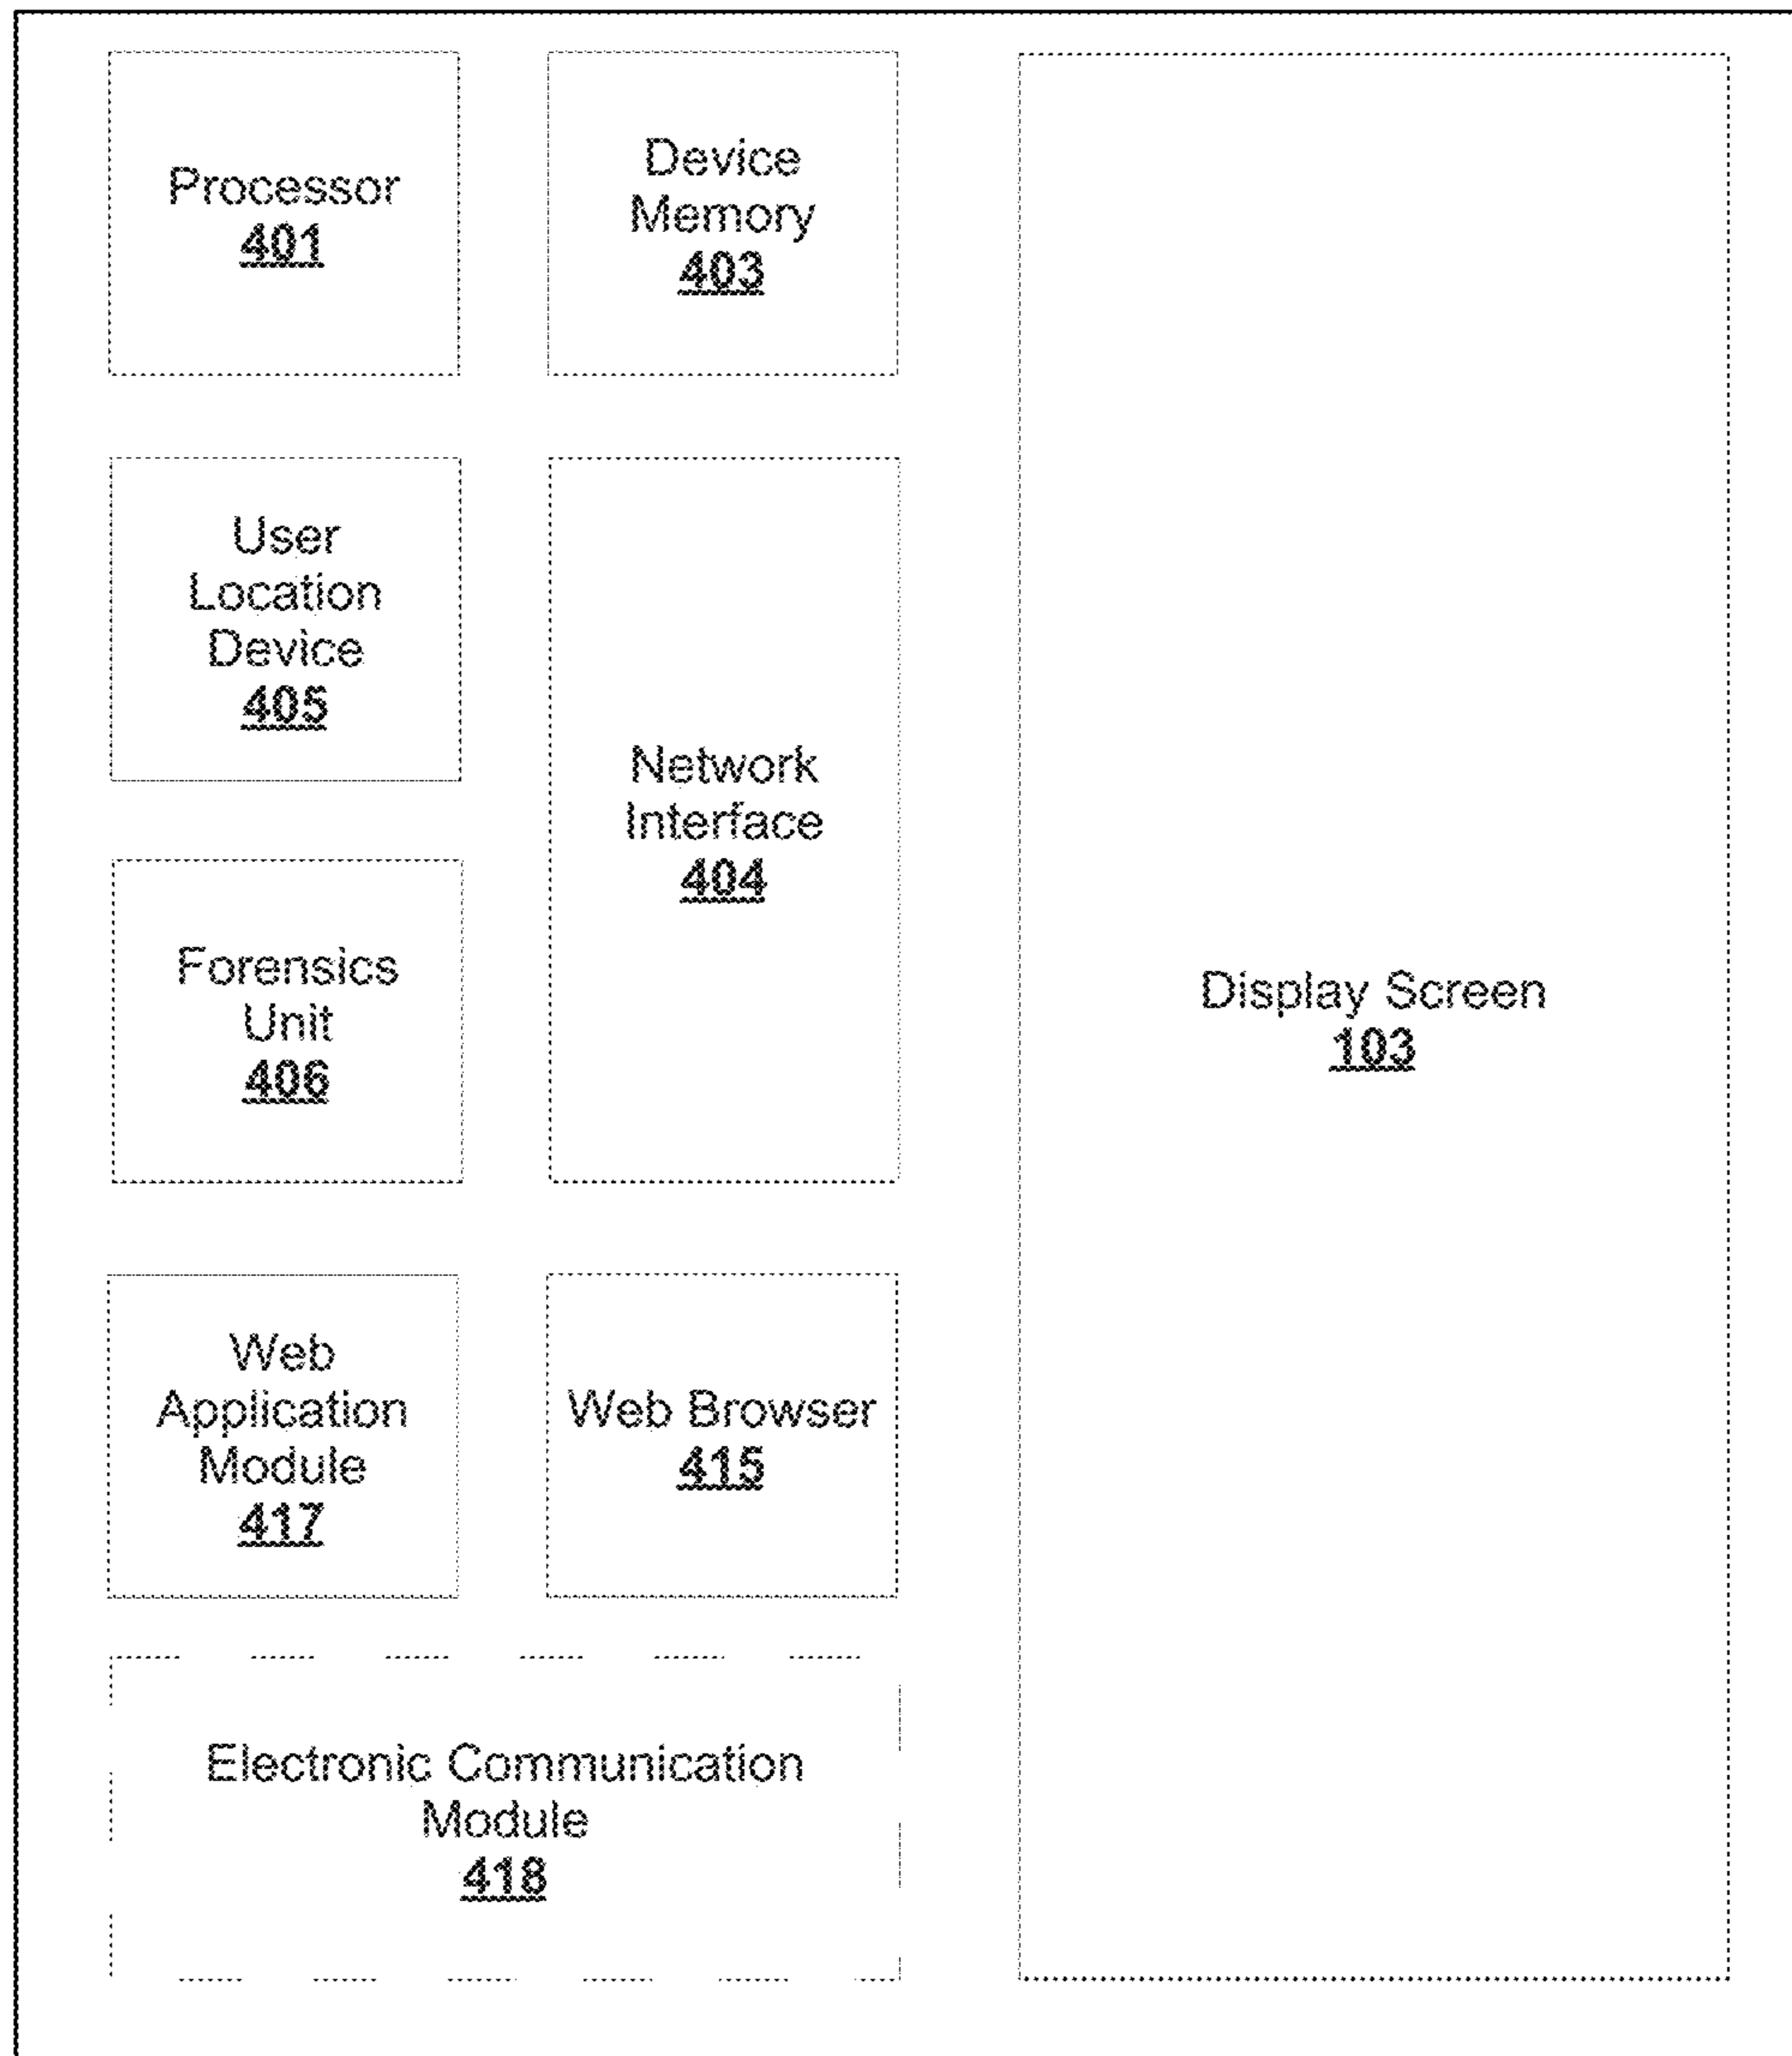 Processor
401
Device
Memory
403
User
Location
Device
405
Network
Interface
404
Forensics
Unit
406
Display Screen
103
Web
Application
Module
417
Web Browser
415
Electronic Communication
Module
418